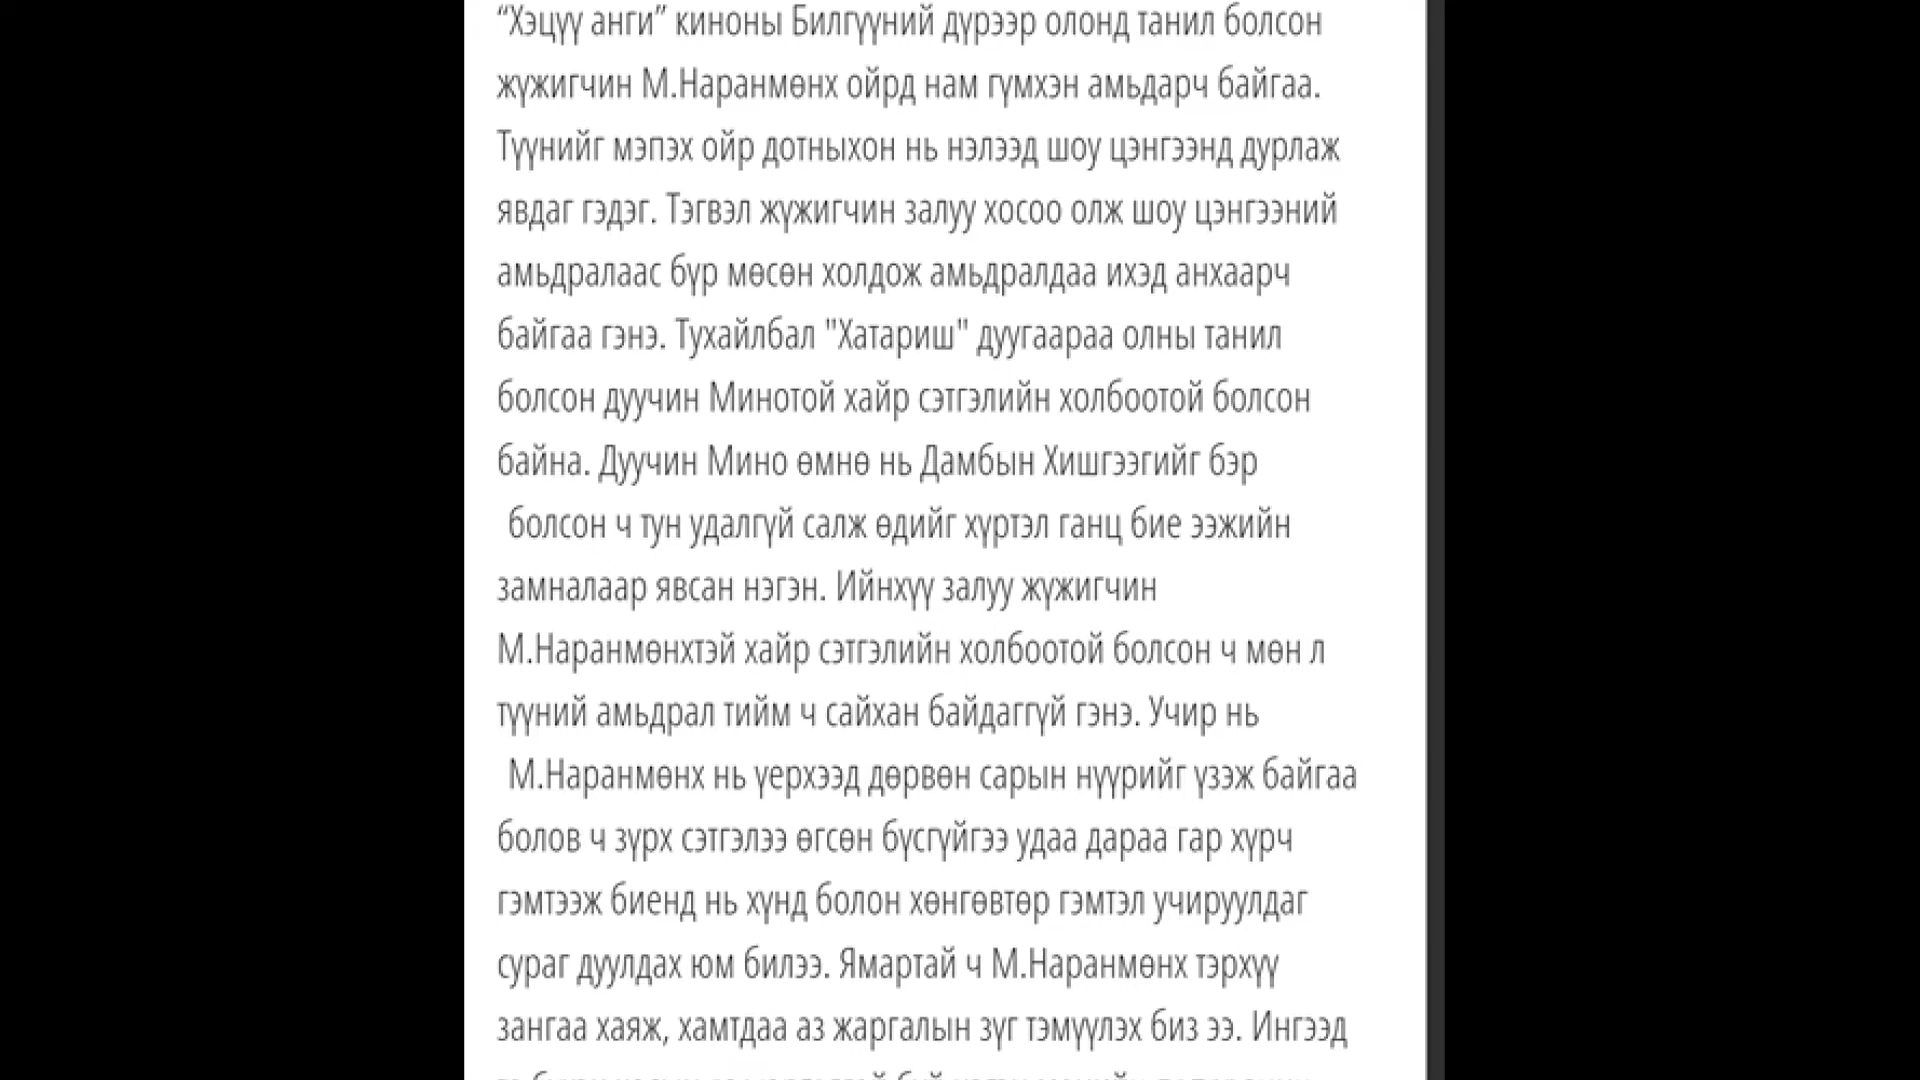 “Хэцүү анги” киноны Билгүүний дүрээр олонд танил болсон
жүжигчин М.Наранмөнх ойрд нам гүмхэн амьдарч байгаа.
Түүнийг мэпэх ойр дотныхон нь нэлээд шоу цэнгээнд дурлаж
явдаг гэдэг. Тэгвэл жүжигчин залуу хосоо олж шоу цэнгээний
амьдралаас бүр мөсөн холдож амьдралдаа ихэд анхаарч
байгаа гэнэ. Тухайлбал "Хатариш" дуугаараа олны танил
болсон дуучин Минотой хайр сэтгэлийн холбоотой болсон
байна. Дуучин Мино өмнө нь Дамбын Хишгээгийг бэр
болсон ч тун удалгүй салж өдийг хүртэл ганц бие ээжийн
замналаар явсан нэгэн. Ийнхүү залуу жүжигчин
М.Наранмөнхтэй хайр сэтгэлийн холбоотой болсон ч мөн л
түүний амьдрал тийм ч сайхан байдаггүй гэнэ. Учир нь
М.Наранмөнх нь үерхээд дөрвөн сарын нүүрийг үзэж байгаа
болов ч зүрх сэтгэлээ өгсөн бүсгүйгээ удаа дараа гар хүрч
гэмтээж биенд нь хүнд болон хөнгөвтөр гэмтэл учируулдаг
сураг дуулдах юм билээ. Ямартай ч М.Наранмөнх тэрхүү
зангаа хаяж, хамтдаа аз жаргалын зүг тэмүүлэх биз ээ. Ингээд